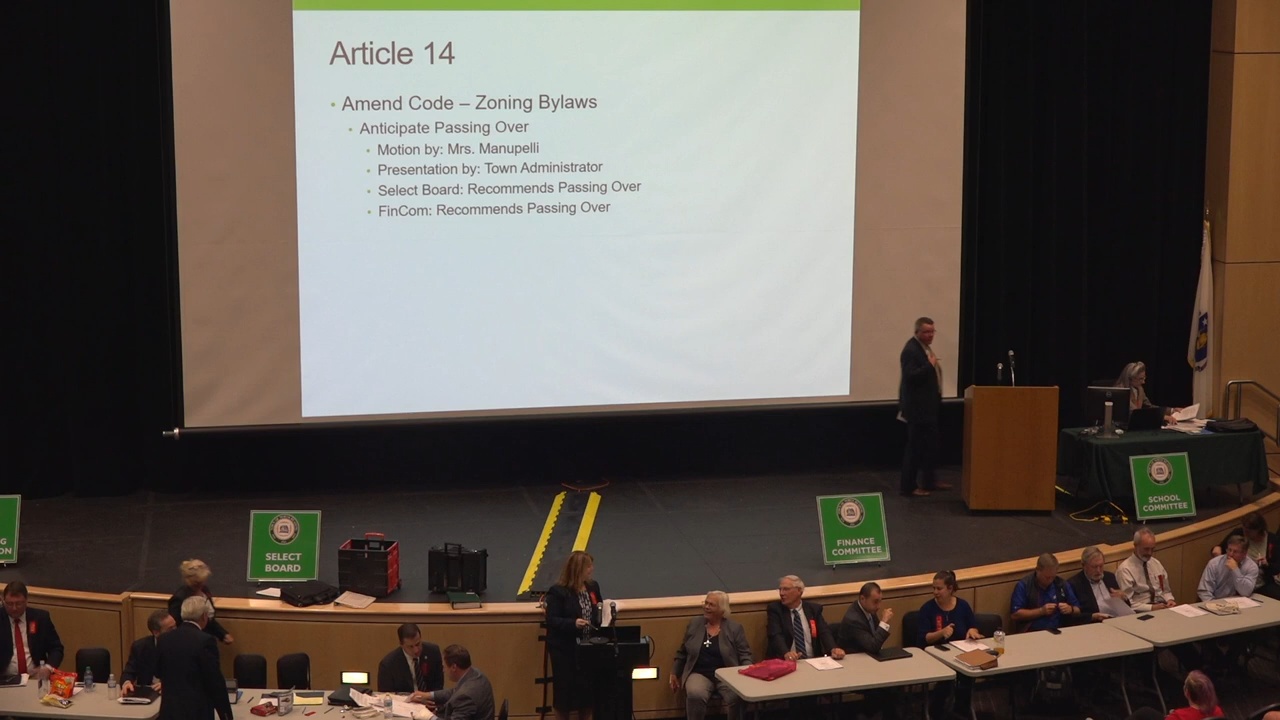 Article 14
• Amend Code – Zoning Bylaws
• Anticipate Passing Over
• Motion by: Mrs. Manupelli
• Presentation by: Town Administrator
• Select Board: Recommends Passing Over
• FinCom: Recommends Passing Over
SELECT
BOARD
FINANCE
COMMITTEE
SCHOOL
COMMITTEE
G
ON